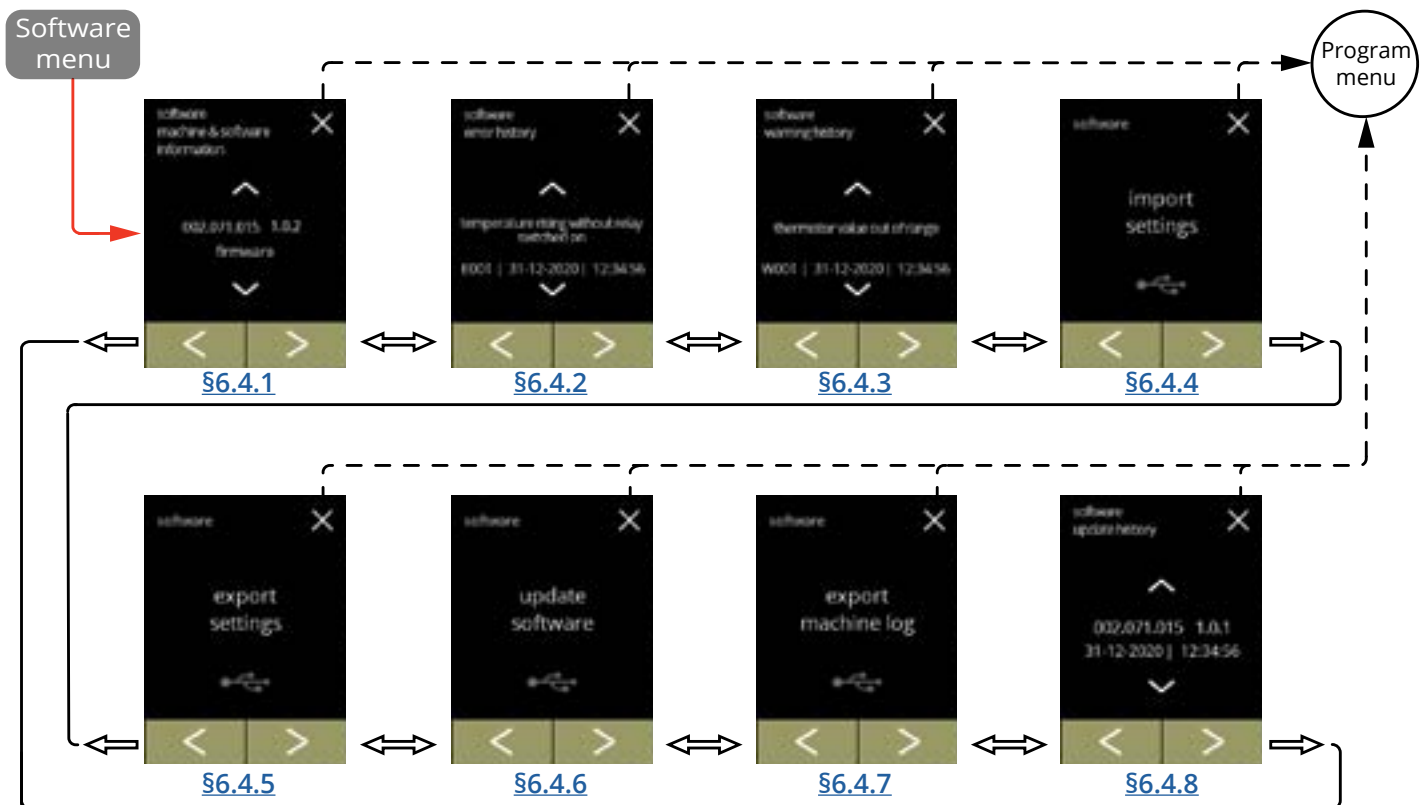 Software
menu
Program
menu
software
machine & software
information
002.071.015 1.0.2
firmware
§6.4.1
software
error history
temperature rising without relay
switched on
E001 | 31-12-2020 | 12:34:56
§6.4.2
software
warning history
thermistor value out of range
W001 | 31-12-2020 | 12:34:56
§6.4.3
software
import
settings
§6.4.4
software
export
settings
§6.4.5
software
update
software
§6.4.6
software
export
machine log
§6.4.7
software
update history
002.071.015 1.0.1
31-12-2020 | 12:34:56
§6.4.8